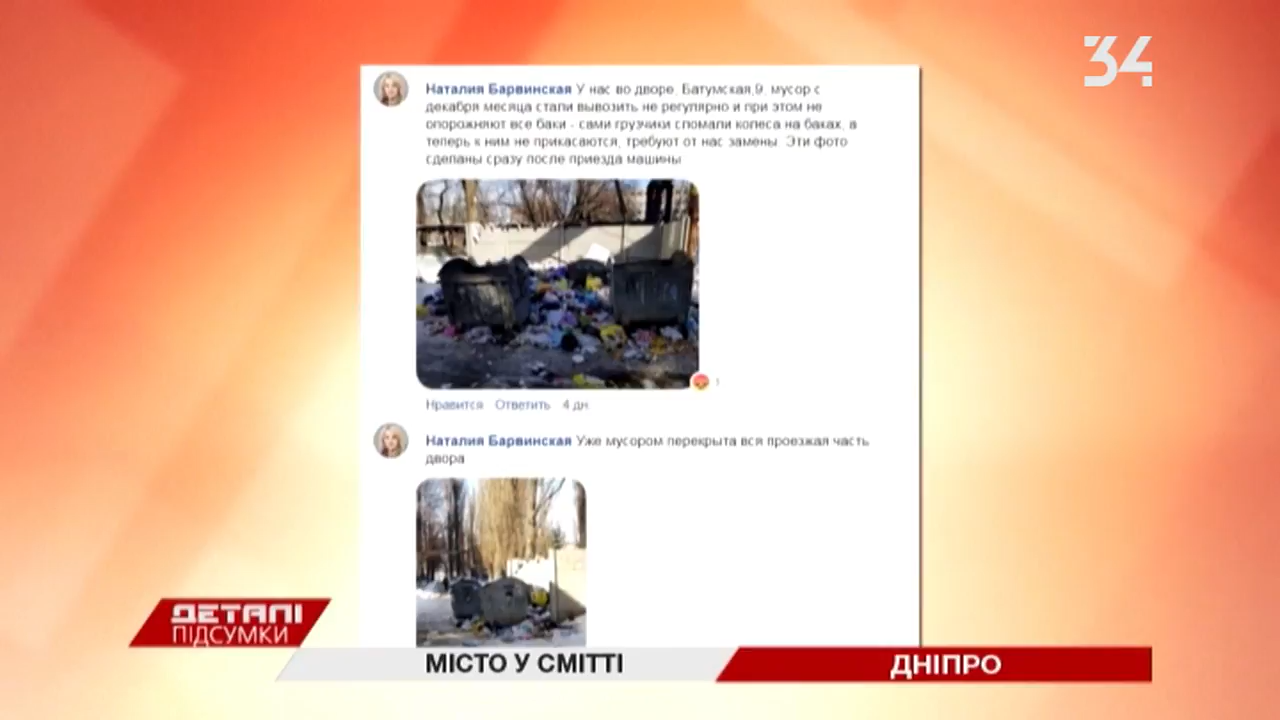 34
Наталия Барвинская У нас во дворе, Батумская,9, мусор с
декабря месяца стали вывозить не регулярно и при этом не
опорожняют все баки - сами грузчики сломали колеса на баках, а
теперь к ним не прикасаются, требуют от нас замены. Эти фото
сделаны сразу после приезда машины
1
Нравится Ответить 4 дн
Наталия Барвинская Уже мусором перекрыта вся проезжая часть
двора
ДЕТАЛІ
ПІДСУМКИ
МІСТО У СМІТТІ
ДНІПРО